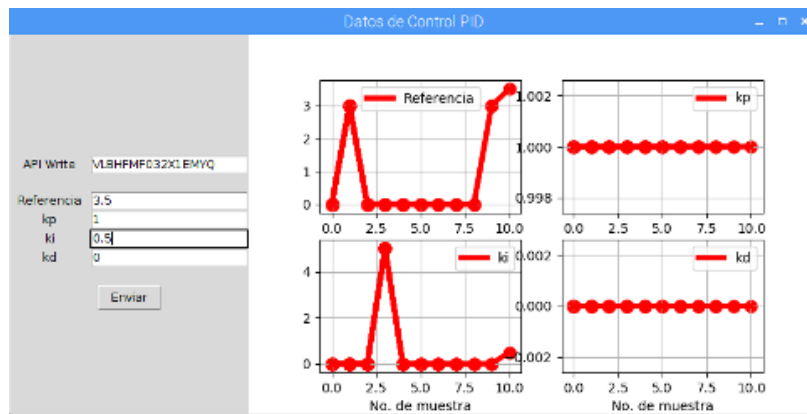 Datos de Control PID
API Write VLBHFMF032X1EMYQ
Referencia 3.5
kp 1
ki 0.5
kd 0
Enviar
Referencia
3
2
1
0
0.0 2.5 5.0 7.5 10.0
kp
1.002
1.000
0.998
0.0 2.5 5.0 7.5 10.0
ki
4
2
0
0.0 2.5 5.0 7.5 10.0
No. de muestra
kd
0.002
0.000
0.002
0.0 2.5 5.0 7.5 10.0
No. de muestra